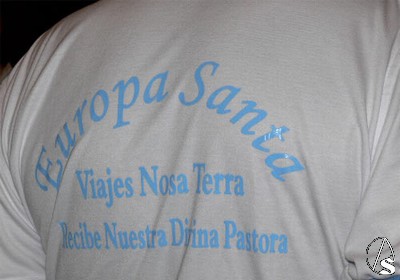 Europa Santa
Viajes Nosa Terra
Recibe Nuestra Divina Pastora